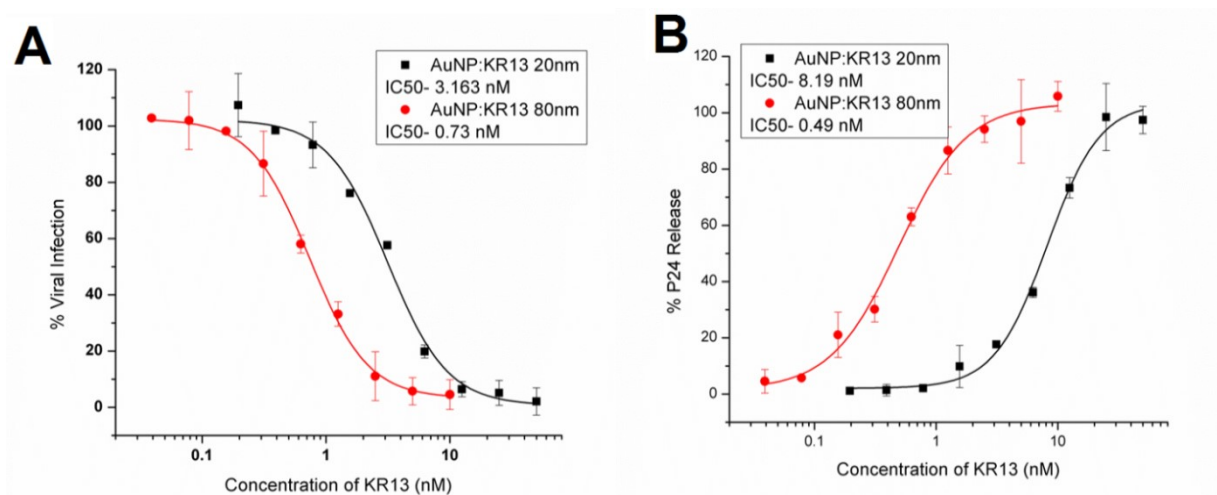 A
AuNP:KR13 20nm
IC50- 3.163 nM
AuNP:KR13 80nm
IC50- 0.73 nM
120
100
80
60
40
20
0
% Viral Infection
0.1
1
10
Concentration of KR13 (nM)
B
AuNP:KR13 20nm
IC50- 8.19 nM
AuNP:KR13 80nm
IC50- 0.49 nM
120
100
80
60
40
20
0
% P24 Release
0.1
1
10
Concentration of KR13 (nM)